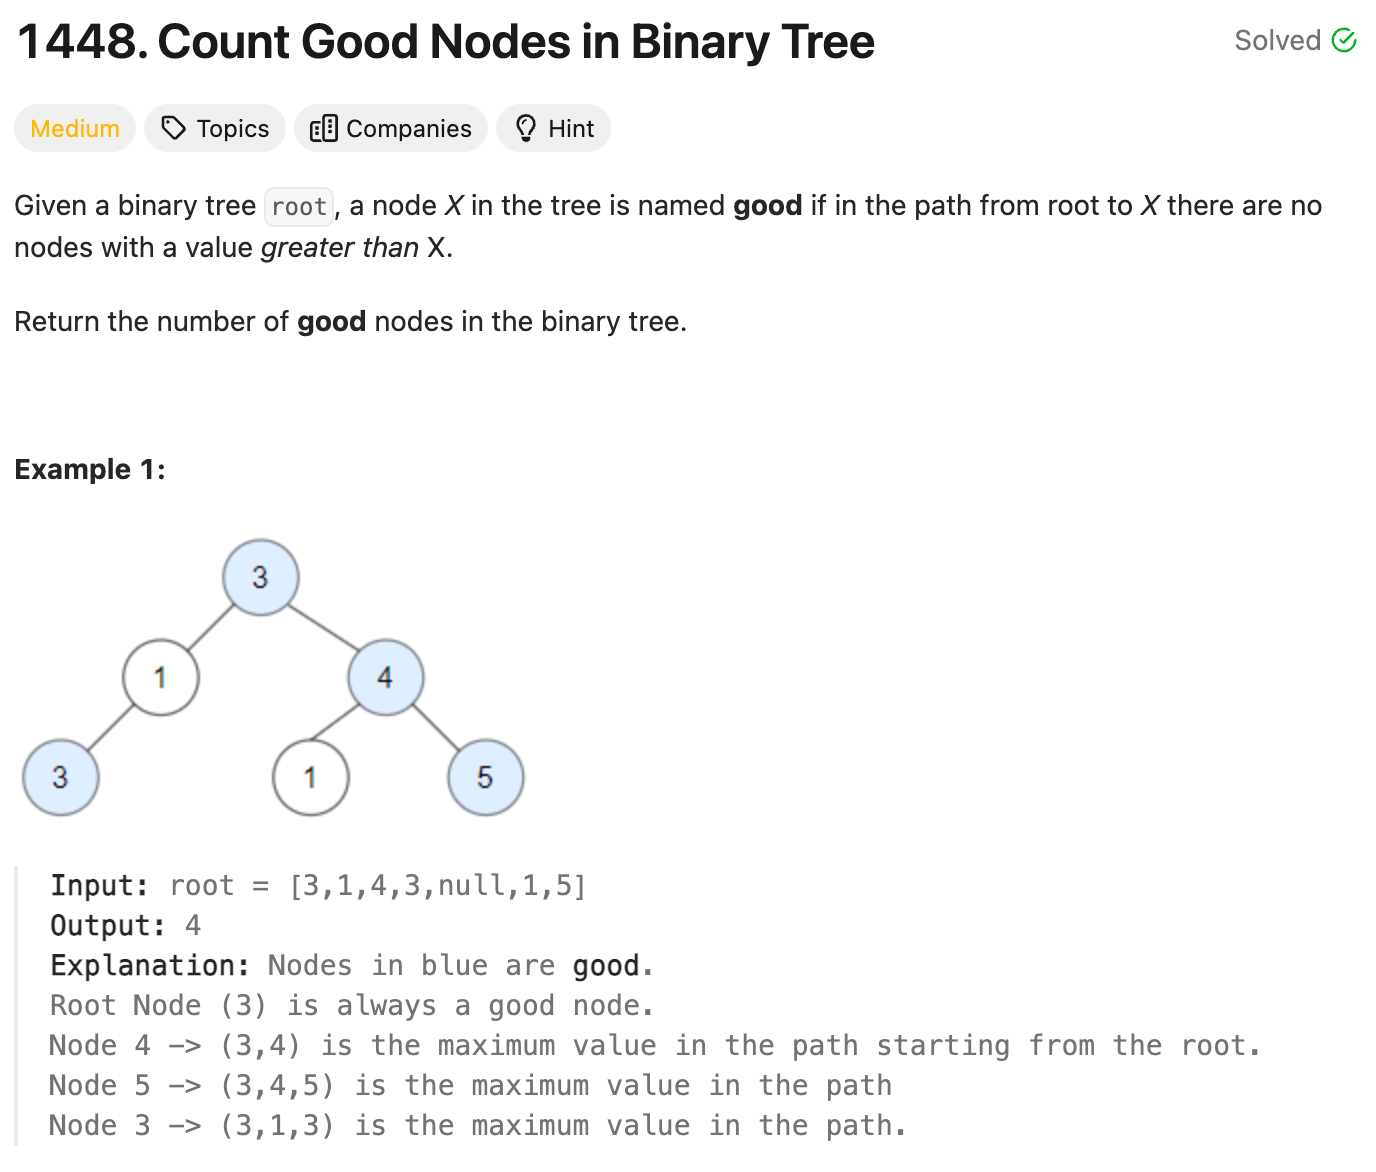 1448. Count Good Nodes in Binary Tree
Solved
Medium Topics Companies Hint
Given a binary tree root, a node X in the tree is named good if in the path from root to X there are no
nodes with a value greater than X.
Return the number of good nodes in the binary tree.
Example 1:
3
1 4
3 1 5
Input: root = [3,1,4,3,null,1,5]
Output: 4
Explanation: Nodes in blue are good.
Root Node (3) is always a good node.
Node 4 -> (3,4) is the maximum value in the path starting from the root.
Node 5 -> (3,4,5) is the maximum value in the path
Node 3 -> (3,1,3) is the maximum value in the path.